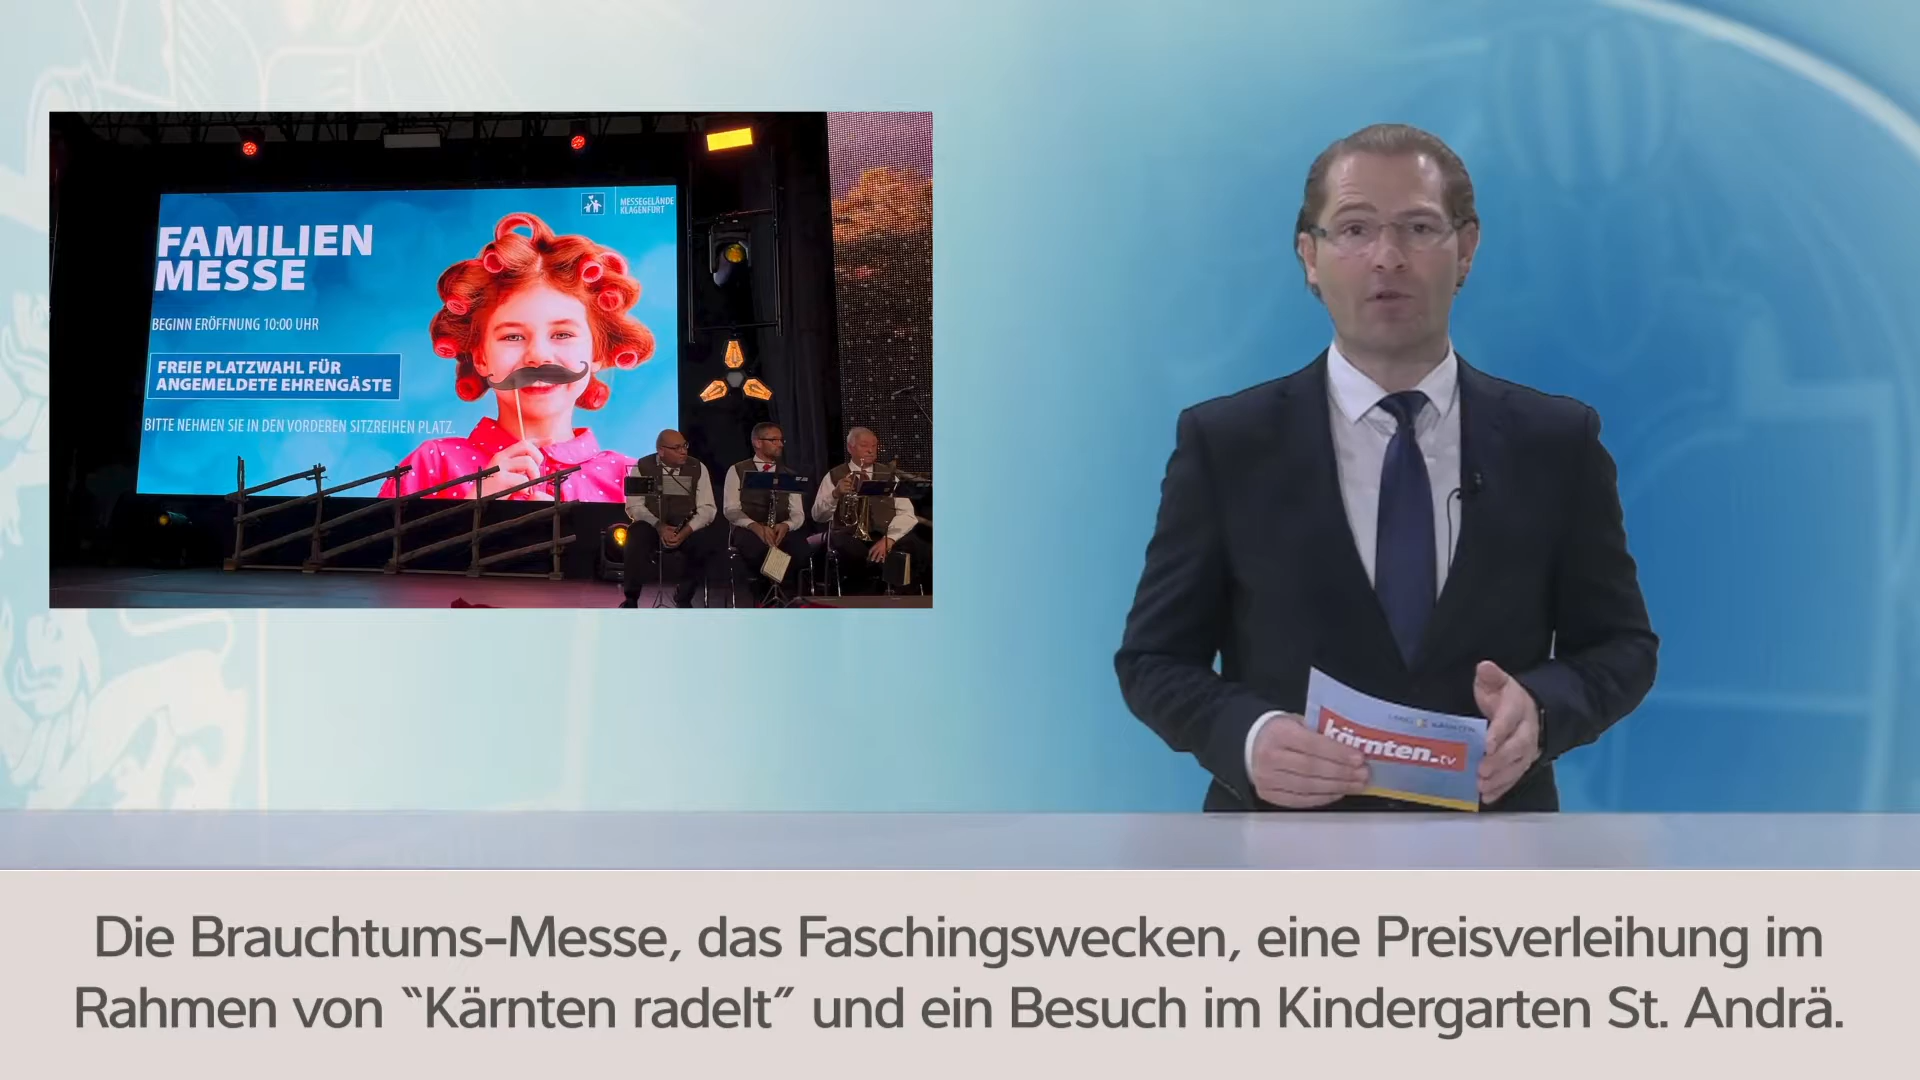 MESSEGELÄNDE
KLAGENFURT
FAMILIEN
MESSE
BEGINN ERÖFFNUNG 10:00 UHR
FREIE PLATZWAHL FÜR
ANGEMELDETE EHRENGÄSTE
BITTE NEHMEN SIE IN DEN VORDEREN SITZREIHEN PLATZ.
LAND KÄRNTEN
kärnten.tv
Die Brauchtums-Messe, das Faschingswecken, eine Preisverleihung im
Rahmen von “Kärnten radelt” und ein Besuch im Kindergarten St. Andrä.